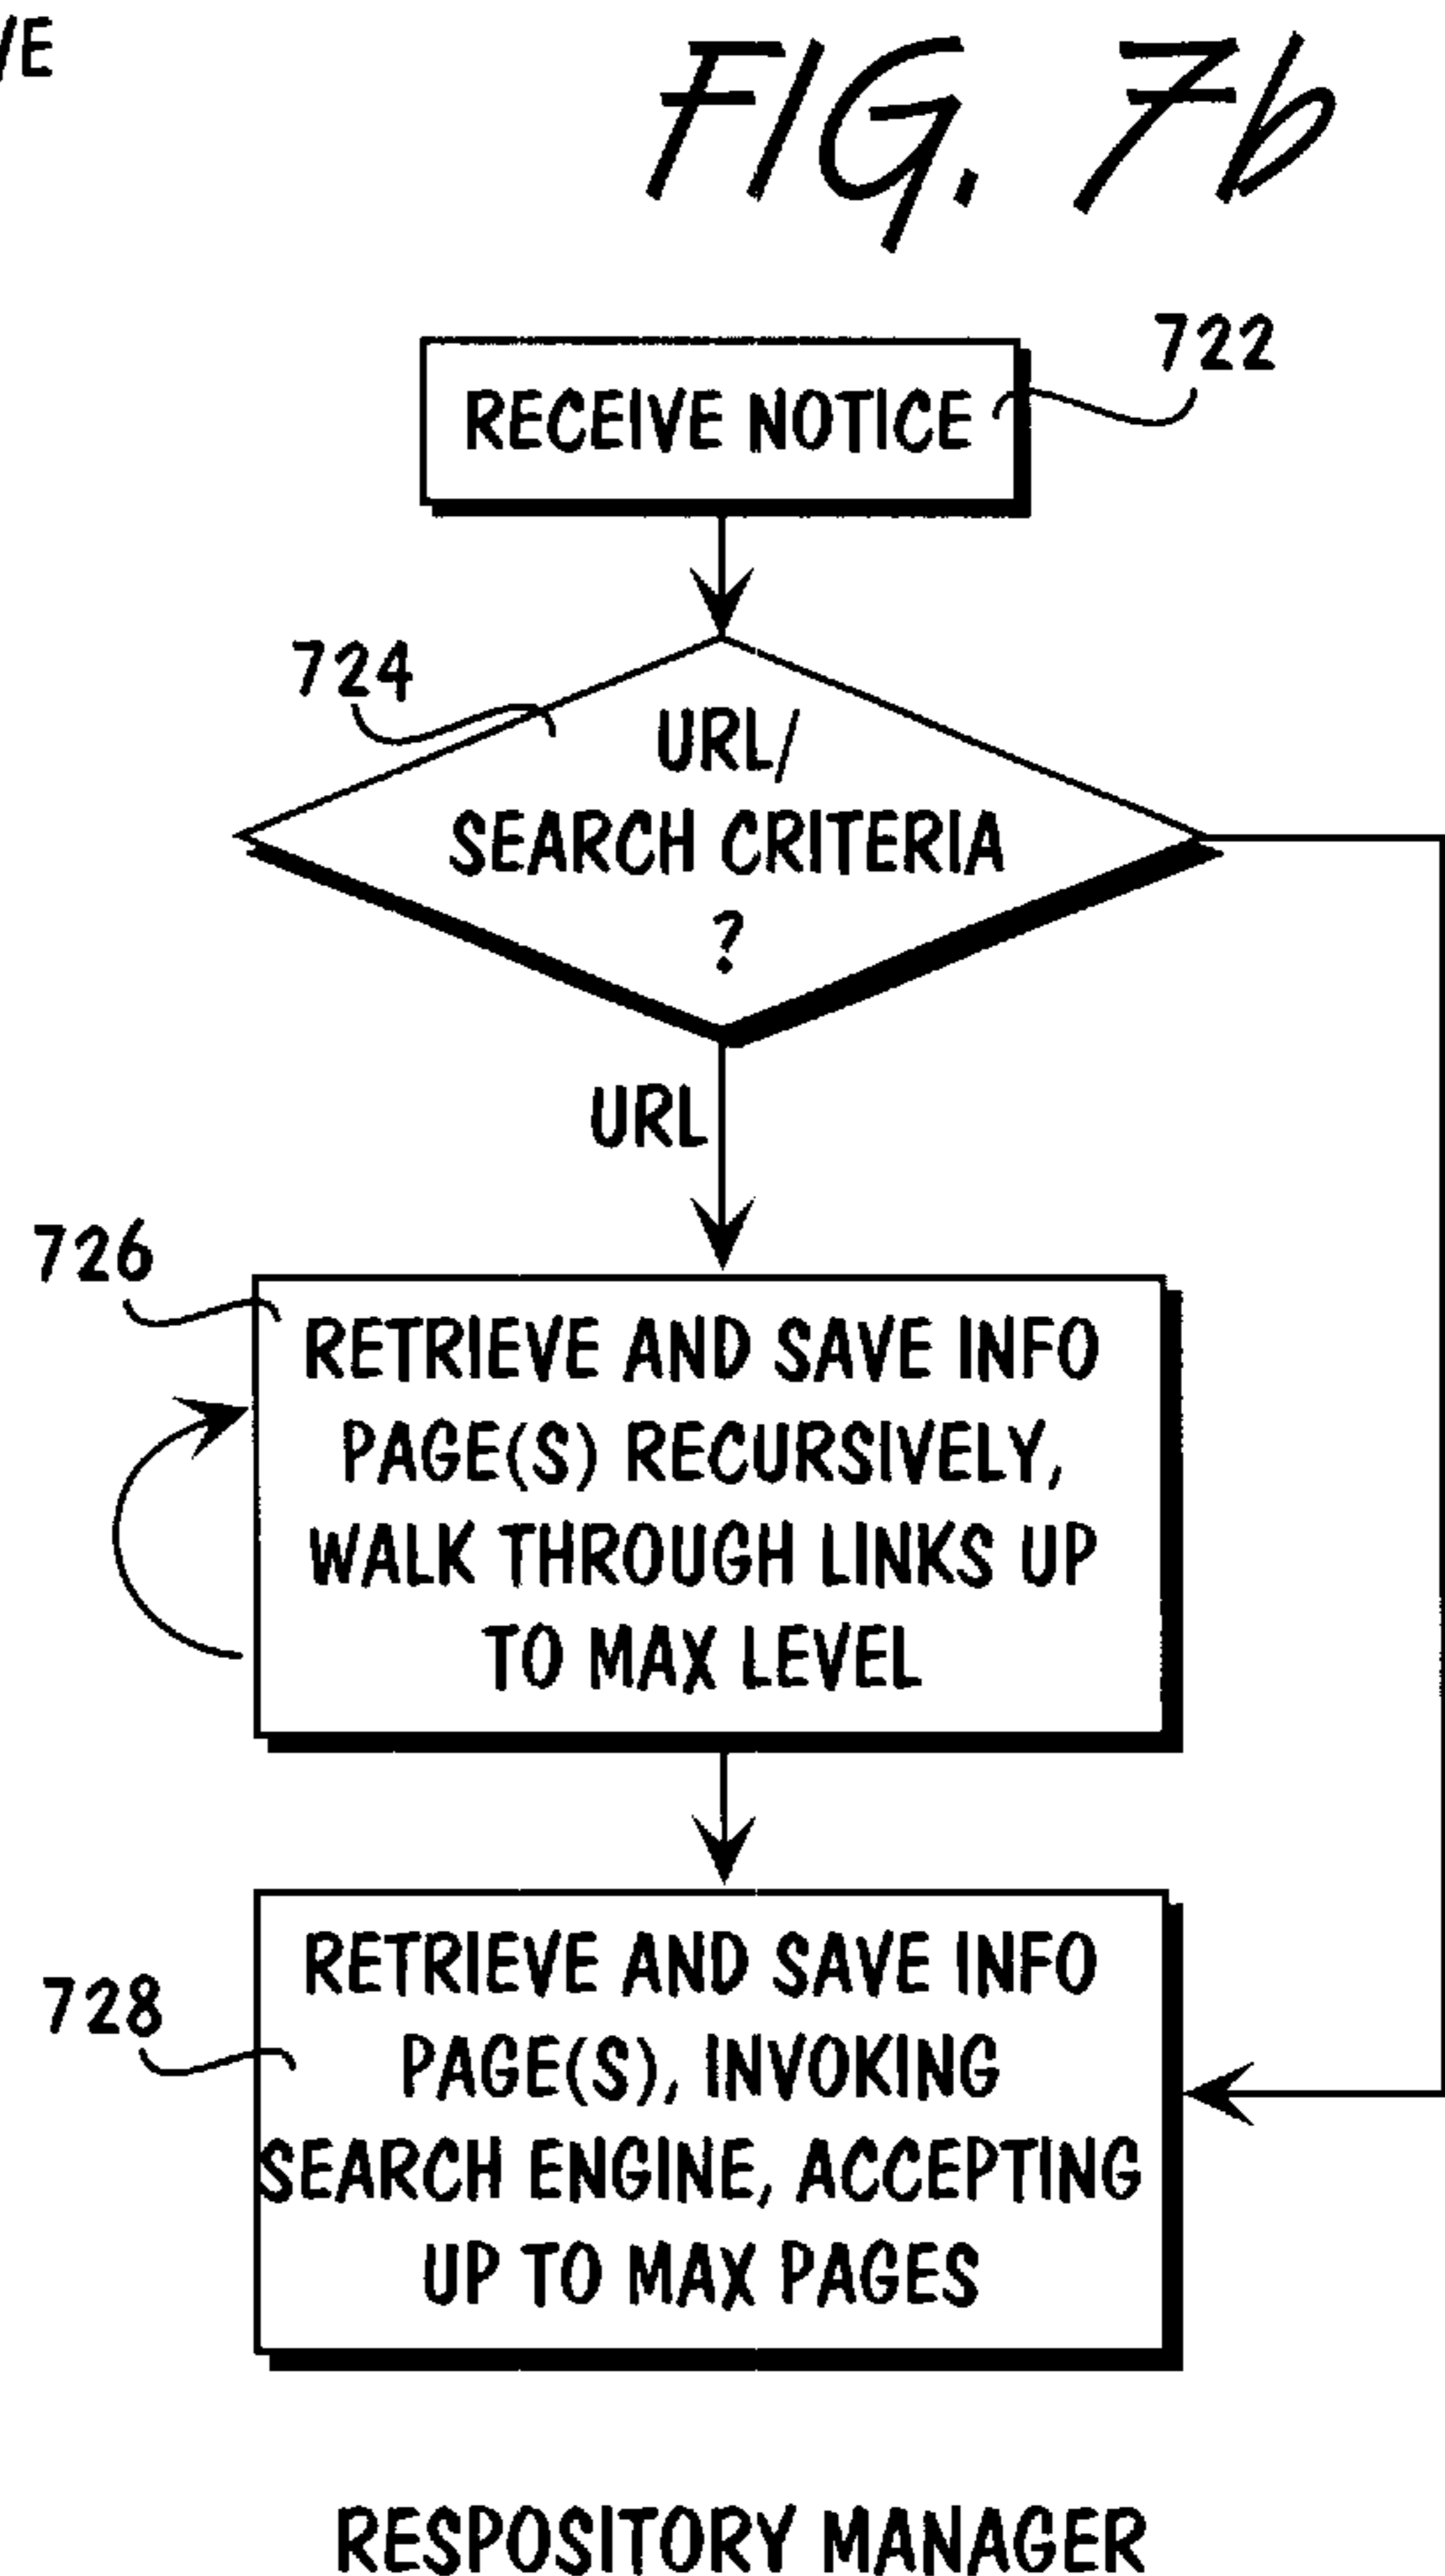 FIG. 7b
722
RECEIVE NOTICE
724
URL/
SEARCH CRITERIA
?
URL
726
RETRIEVE AND SAVE INFO
PAGE(S) RECURSIVELY,
WALK THROUGH LINKS UP
TO MAX LEVEL
728
RETRIEVE AND SAVE INFO
PAGE(S), INVOKING
SEARCH ENGINE, ACCEPTING
UP TO MAX PAGES
RESPOSITORY MANAGER